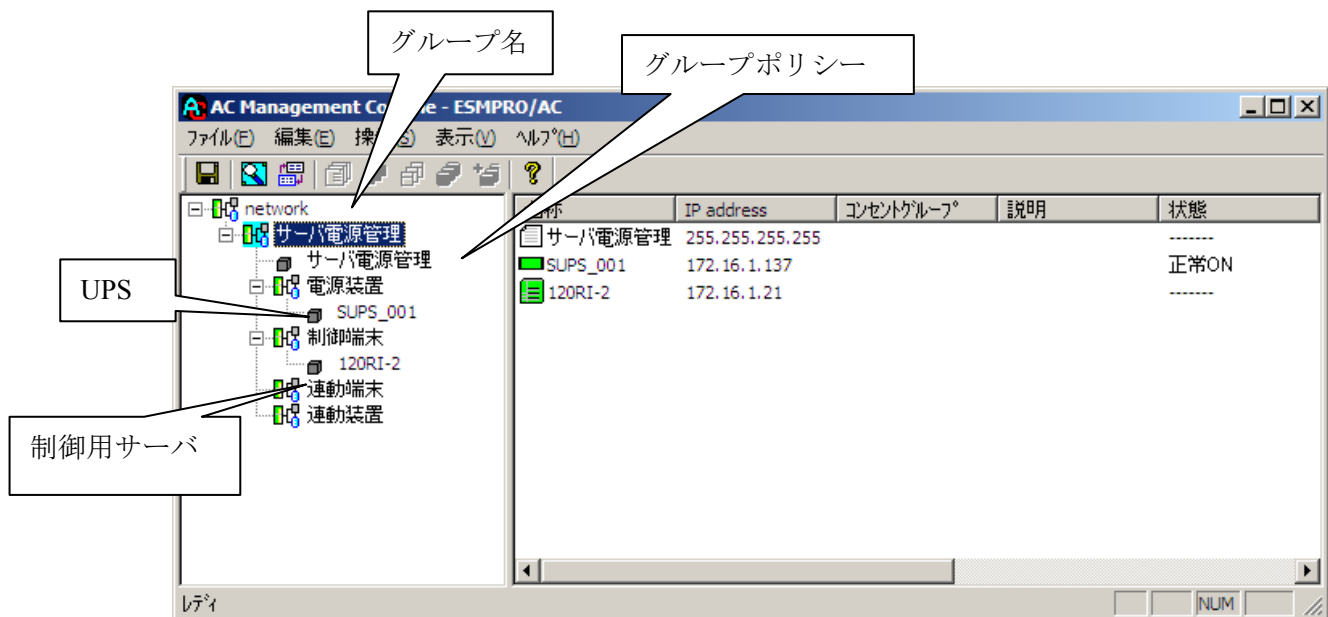 グループ名
グループポリシー
AC Management Co e - ESMPRO/AC
ファイル(F) 編集(E) 操 S) 表示(V) ヘルプ(H)
network
サーバ電源管理
サーバ電源管理
電源装置
SUPS_001
制御端末
120RI-2
連動端末
連動装置
UPS
制御用サーバ
名称 IP address コンセントグループ 説明 状態
サーバ電源管理 255.255.255.255 -------
SUPS_001 172.16.1.137 正常ON
120RI-2 172.16.1.21 -------
レディ NUM